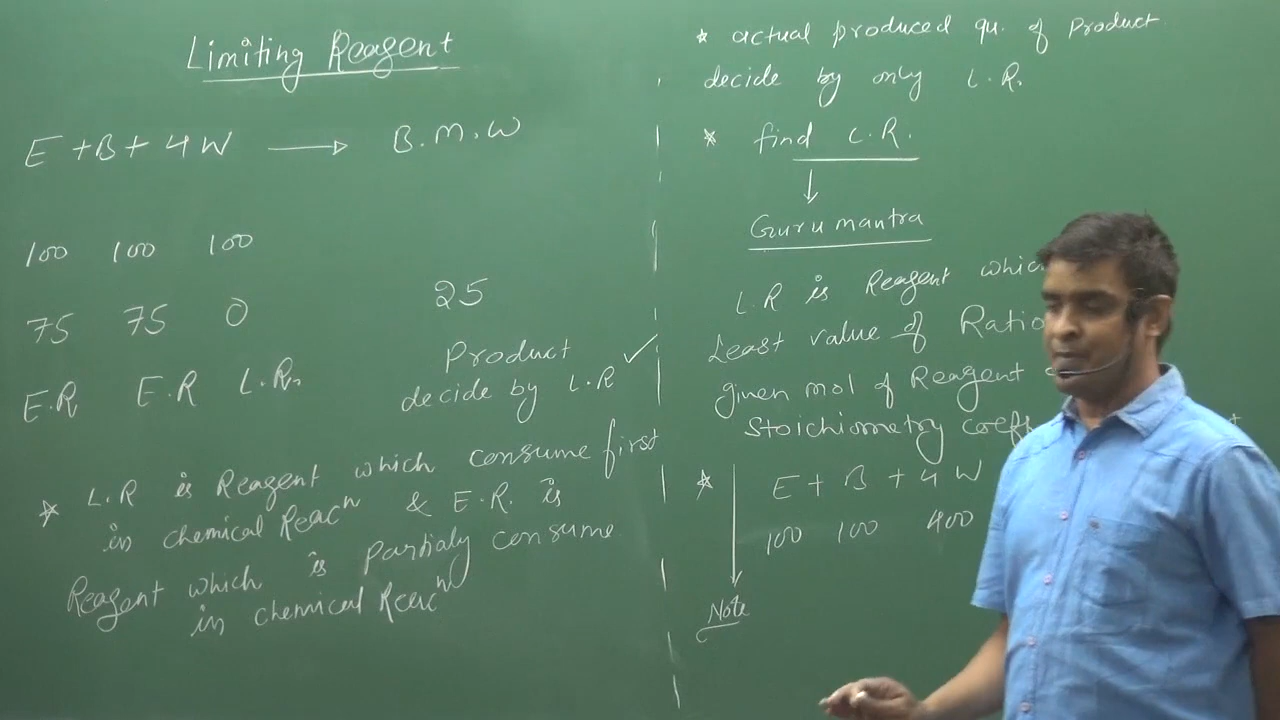 Limiting Reagent
E + B + 4W ⟶ B.M.W
100 100 100
75 75 0 25
E.R E.R L.R.
Product ✓
decide by L.R
* L.R is Reagent which consume first
in chemical Reacⁿ & E.R. is
Reagent which is partialy consume
in chemical Reacⁿ
* actual produced qu. of Product
decide by only L.R.
* find L.R.
↓
Gurumantra
L.R is Reagent
Least value of Ratio
given mol of Reagent
Stoichiometry
* E + B + 4W
100 100 400
Note